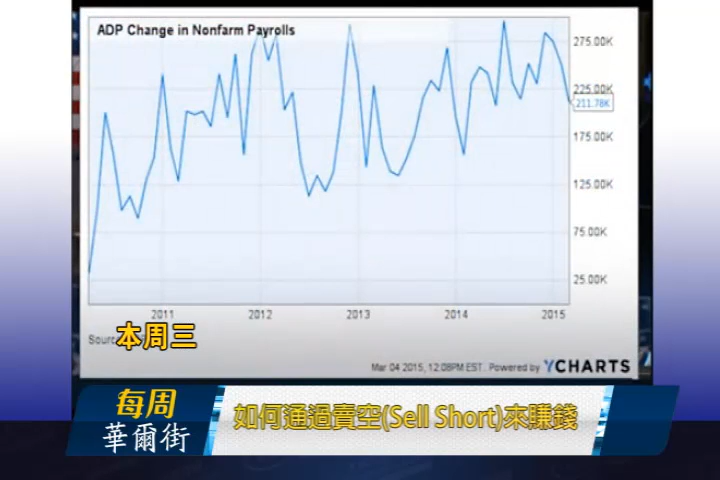 ADP Change in Nonfarm Payrolls
275.00K
225.00K
211.78K
175.00K
125.00K
75.00K
25.00K
2011 2012 2013 2014 2015
本周三
Mar 04 2015, 12:08PM EST. Powered by YCHARTS
每周
華爾街
如何通過賣空(Sell Short)來賺錢